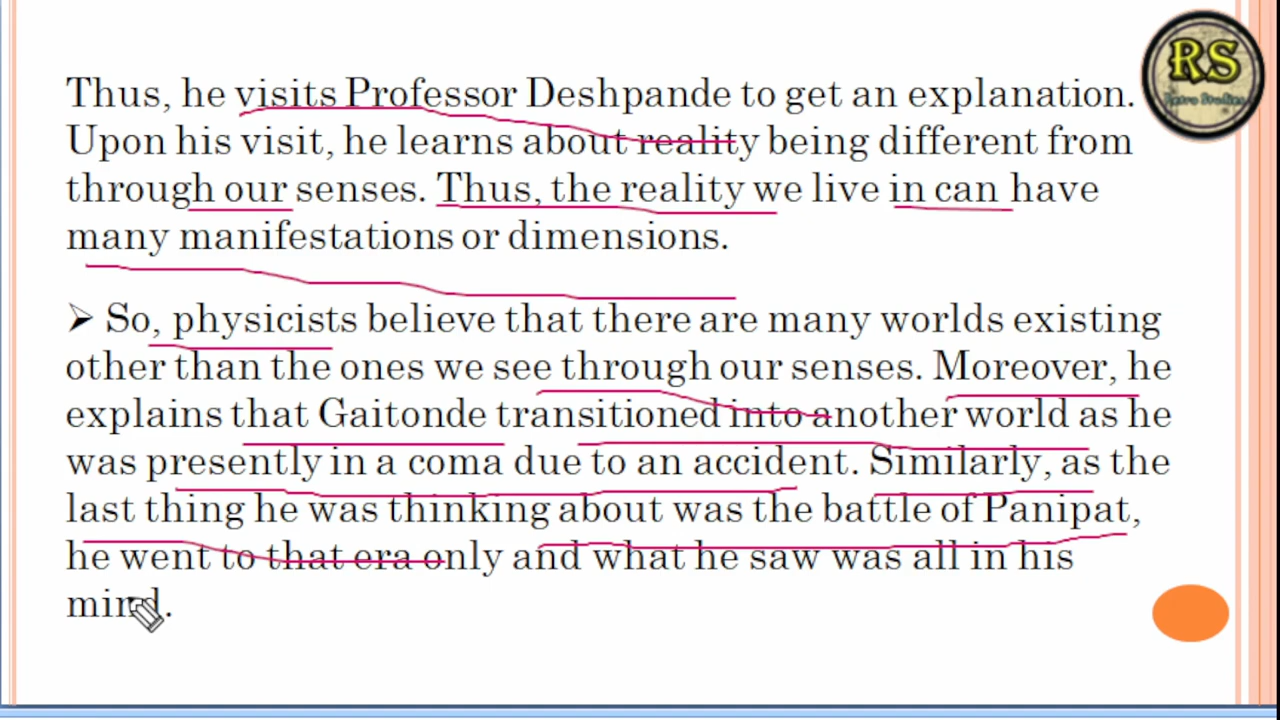 Thus, he visits Professor Deshpande to get an explanation.
Upon his visit, he learns about reality being different from
through our senses. Thus, the reality we live in can have
many manifestations or dimensions.
➢ So, physicists believe that there are many worlds existing
other than the ones we see through our senses. Moreover, he
explains that Gaitonde transitioned into another world as he
was presently in a coma due to an accident. Similarly, as the
last thing he was thinking about was the battle of Panipat,
he went to that era only and what he saw was all in his
mind.
RS